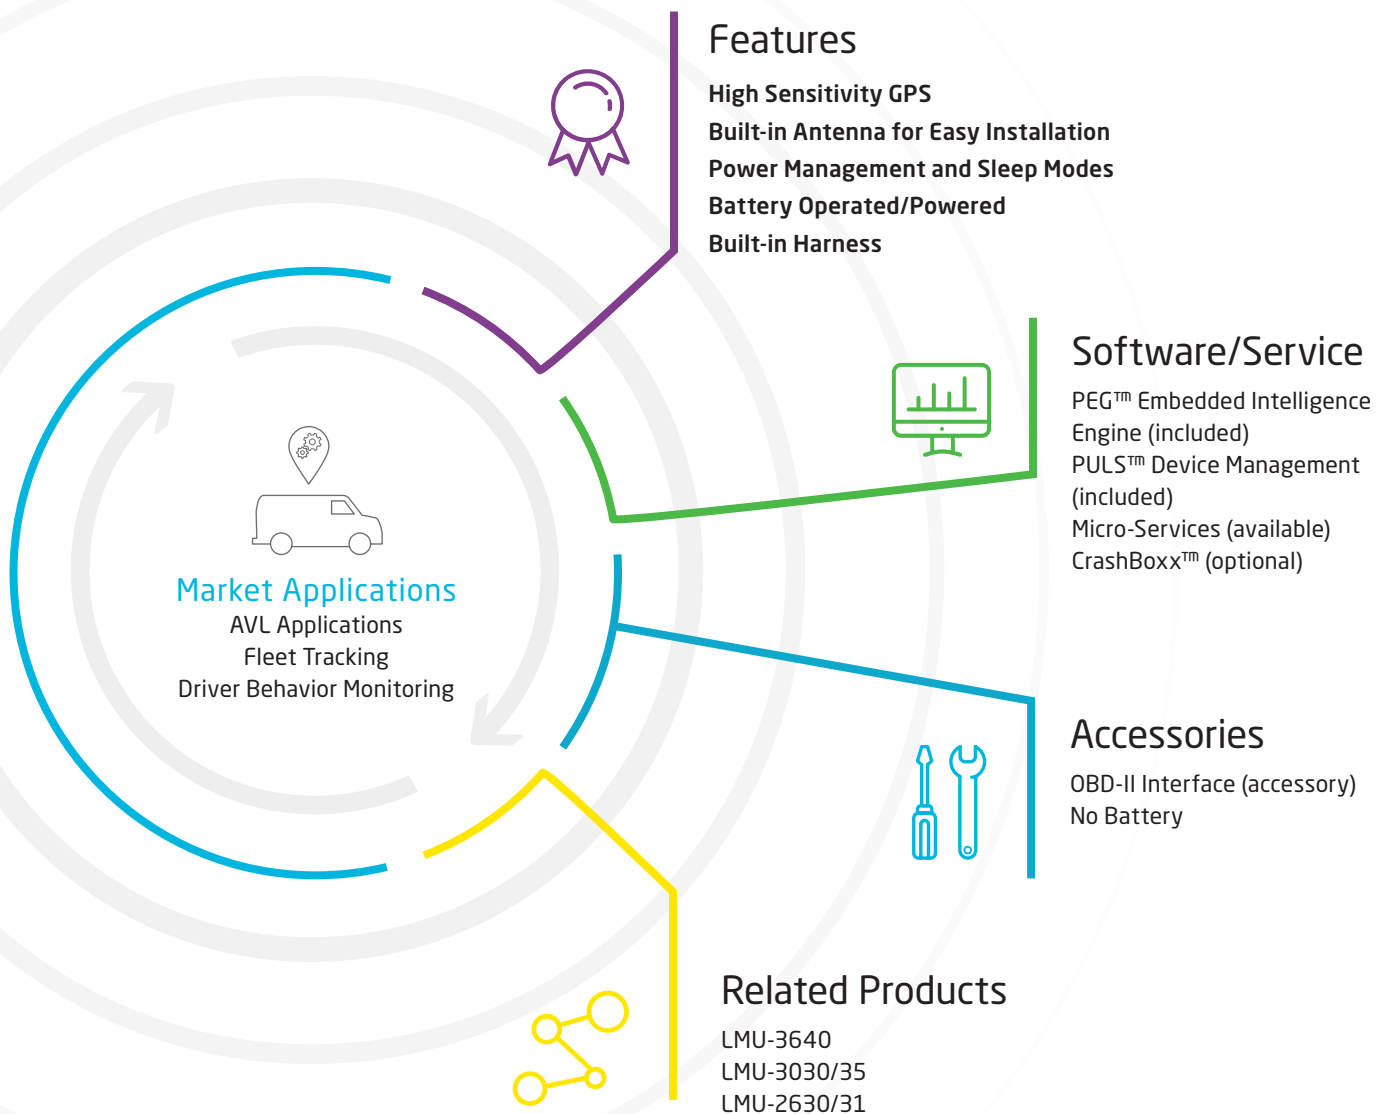 Features
High Sensitivity GPS
Built-in Antenna for Easy Installation
Power Management and Sleep Modes
Battery Operated/Powered
Built-in Harness
Software/Service
PEG™ Embedded Intelligence
Engine (included)
PULS™ Device Management
(included)
Micro-Services (available)
CrashBoxx™ (optional)
Market Applications
AVL Applications
Fleet Tracking
Driver Behavior Monitoring
Accessories
OBD-II Interface (accessory)
No Battery
Related Products
LMU-3640
LMU-3030/35
LMU-2630/31